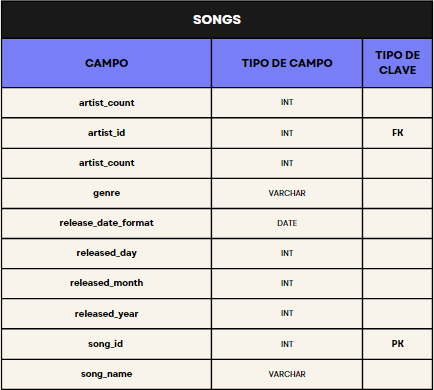 SONGS
CAMPO TIPO DE CAMPO TIPO DE CLAVE
artist_count INT
artist_id INT FK
artist_count INT
genre VARCHAR
release_date_format DATE
released_day INT
released_month INT
released_year INT
song_id INT PK
song_name VARCHAR